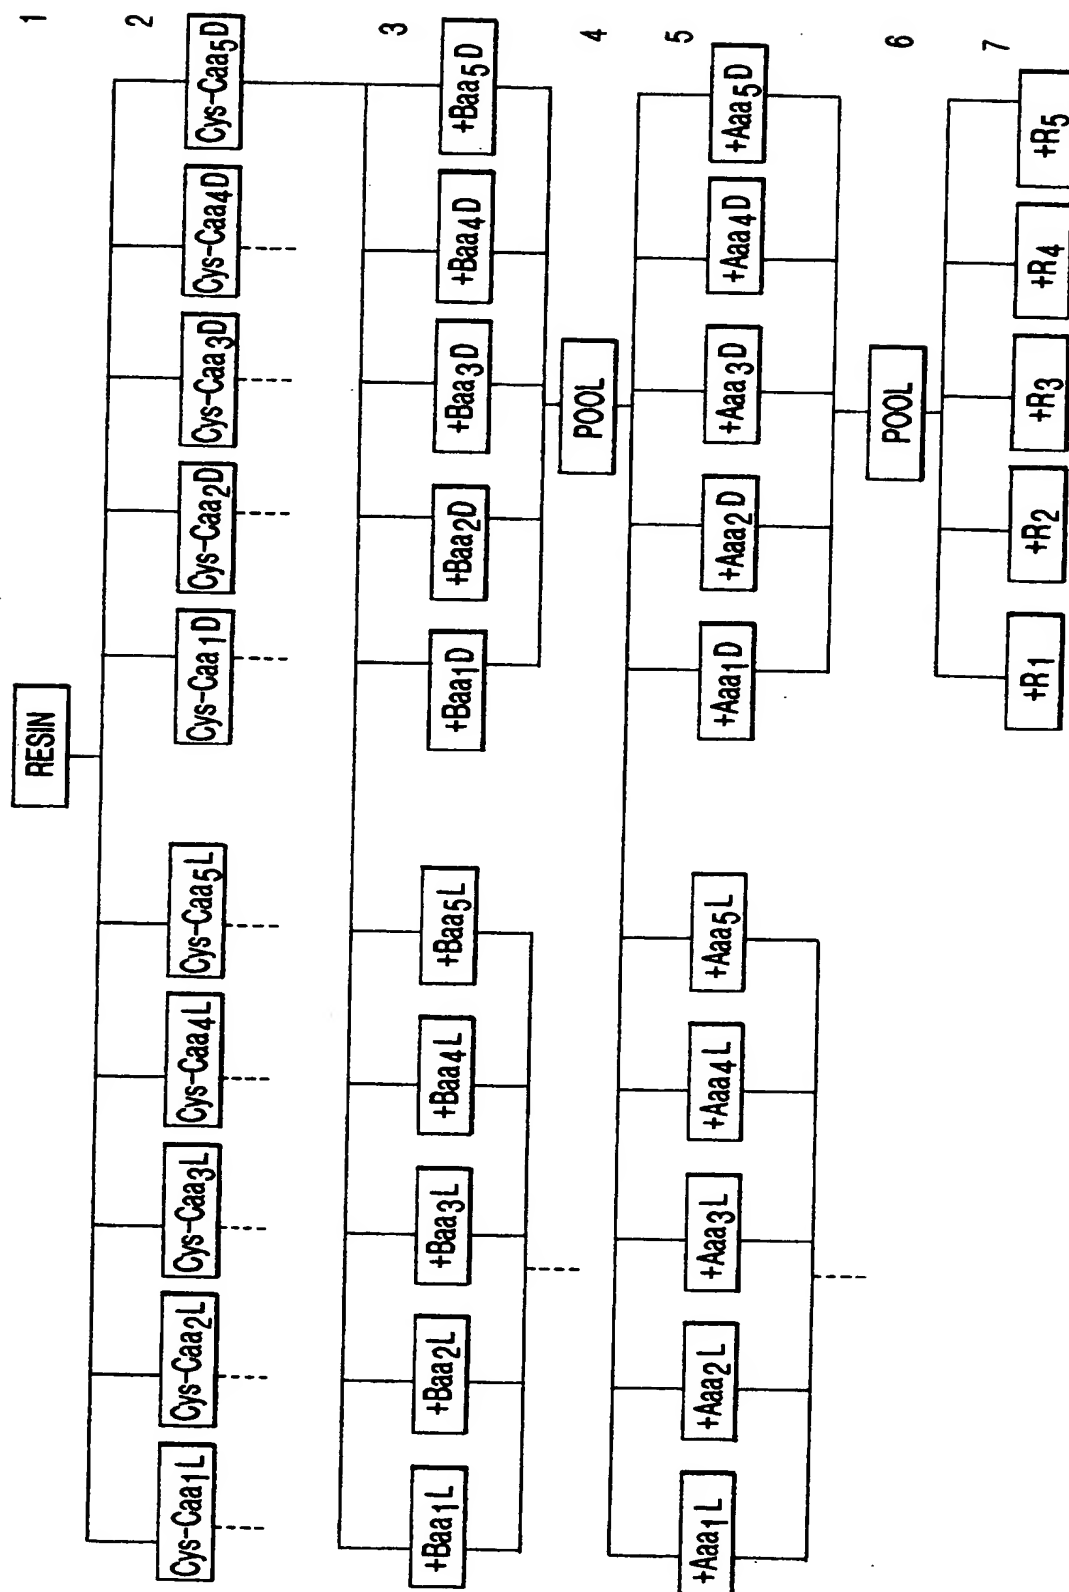 RESIN 1
Cys-Caa1L Cys-Caa2L Cys-Caa3L Cys-Caa4L Cys-Caa5L Cys-Caa1D Cys-Caa2D Cys-Caa3D Cys-Caa4D Cys-Caa5D 2
+Baa1L +Baa2L +Baa3L +Baa4L +Baa5L +Baa1D +Baa2D +Baa3D +Baa4D +Baa5D 3
POOL 4
+Aaa1L +Aaa2L +Aaa3L +Aaa4L +Aaa5L +Aaa1D +Aaa2D +Aaa3D +Aaa4D +Aaa5D 5
POOL 6
+R1 +R2 +R3 +R4 +R5 7